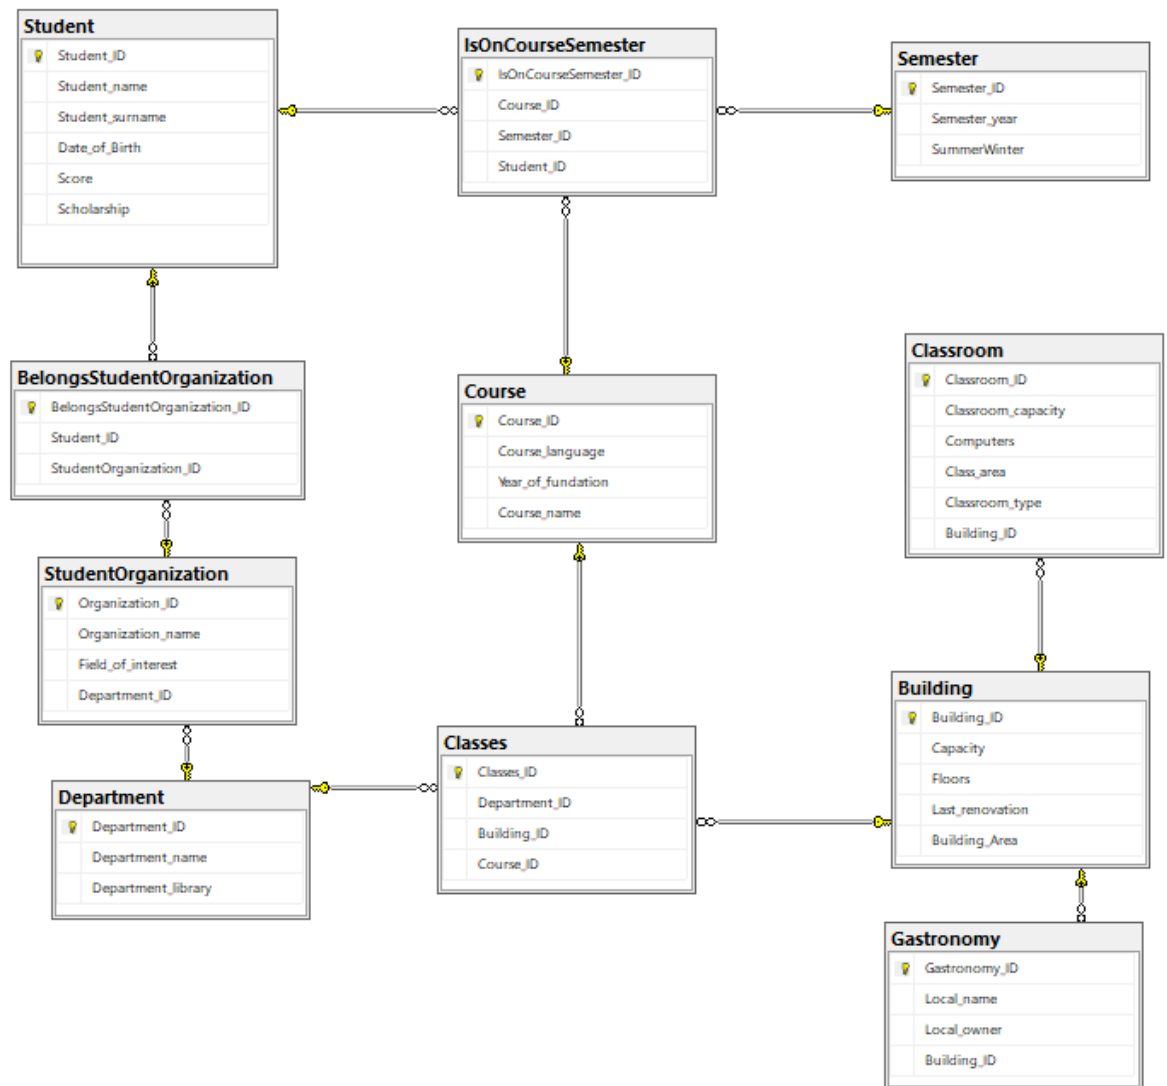 Student
Student_ID
Student_name
Student_surname
Date_of_Birth
Score
Scholarship
IsOnCourseSemester
IsOnCourseSemester_ID
Course_ID
Semester_ID
Student_ID
Semester
Semester_ID
Semester_year
SummerWinter
BelongsStudentOrganization
BelongsStudentOrganization_ID
Student_ID
StudentOrganization_ID
Course
Course_ID
Course_language
Year_of_fundation
Course_name
Classroom
Classroom_ID
Classroom_capacity
Computers
Class_area
Classroom_type
Building_ID
StudentOrganization
Organization_ID
Organization_name
Field_of_interest
Department_ID
Building
Building_ID
Capacity
Floors
Last_renovation
Building_Area
Classes
Classes_ID
Department_ID
Building_ID
Course_ID
Department
Department_ID
Department_name
Department_library
Gastronomy
Gastronomy_ID
Local_name
Local_owner
Building_ID